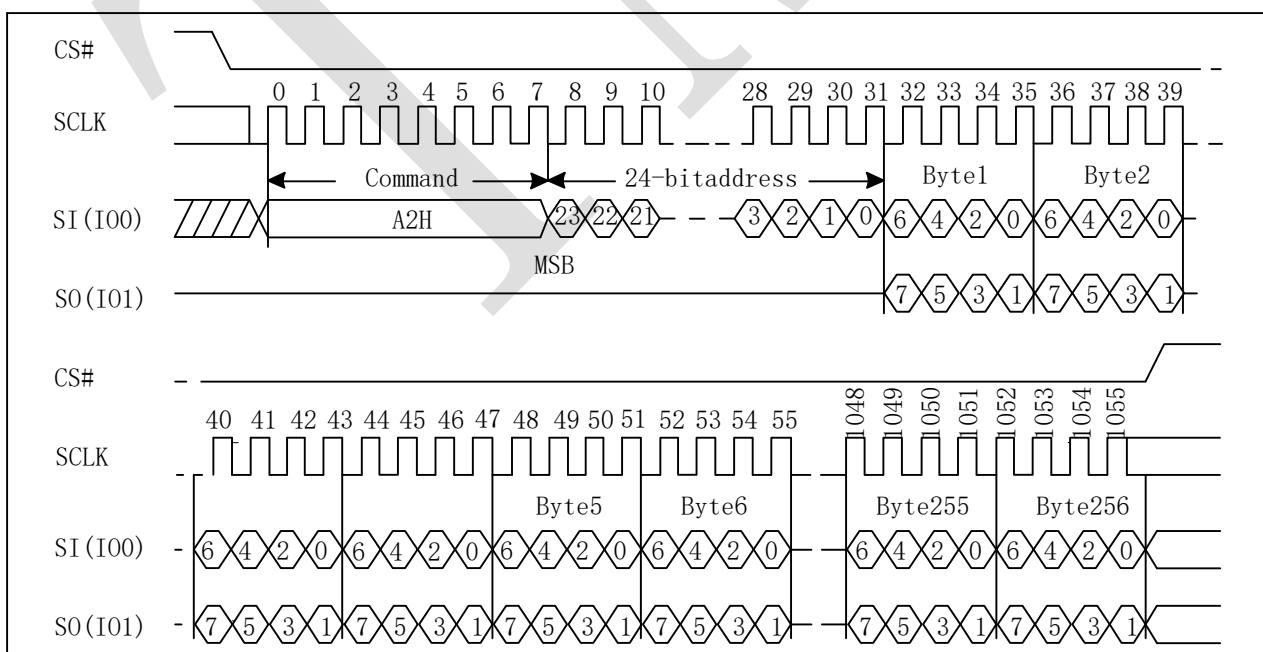 CS#
0 1 2 3 4 5 6 7 8 9 10 28 29 30 31 32 33 34 35 36 37 38 39
SCLK
Command 24-bitaddress Byte1 Byte2
SI(IO0) A2H 23 22 21 3 2 1 0 6 4 2 0 6 4 2 0
MSB
SO(IO1) 7 5 3 1 7 5 3 1
CS#
40 41 42 43 44 45 46 47 48 49 50 51 52 53 54 55 1048 1049 1050 1051 1052 1053 1054 1055
SCLK
Byte5 Byte6 Byte255 Byte256
SI(IO0) 6 4 2 0 6 4 2 0 6 4 2 0 6 4 2 0 6 4 2 0 6 4 2 0
SO(IO1) 7 5 3 1 7 5 3 1 7 5 3 1 7 5 3 1 7 5 3 1 7 5 3 1